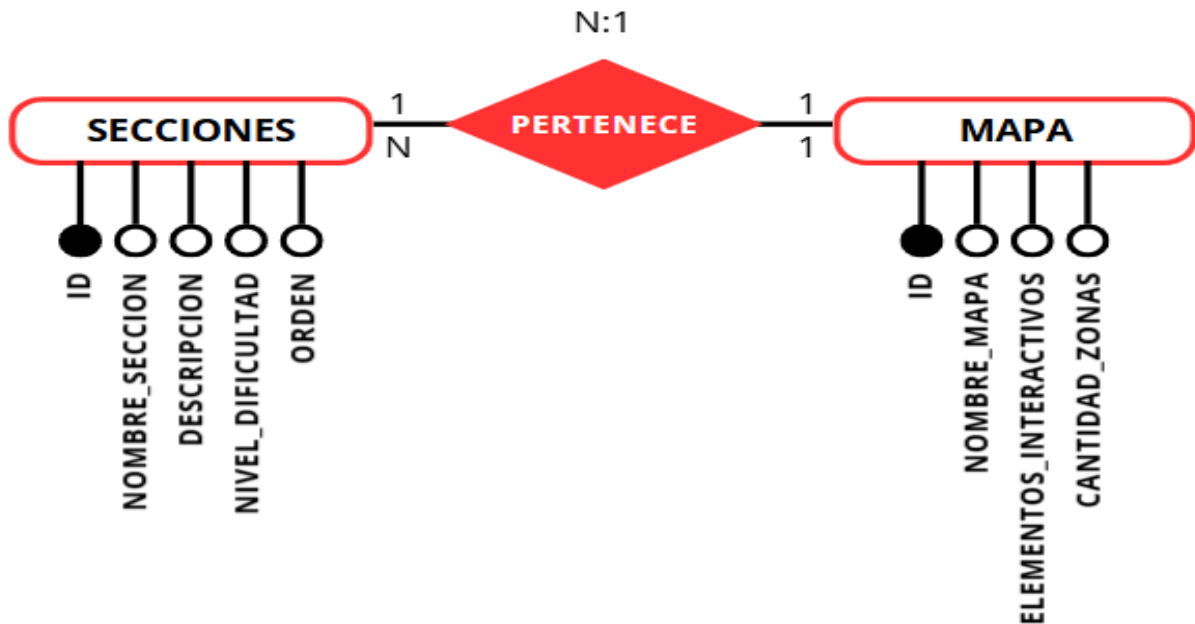 N:1
SECCIONES
1
N
PERTENECE
1
1
MAPA
ID
NOMBRE_SECCION
DESCRIPCION
NIVEL_DIFICULTAD
ORDEN
ID
NOMBRE_MAPA
ELEMENTOS_INTERACTIVOS
CANTIDAD_ZONAS